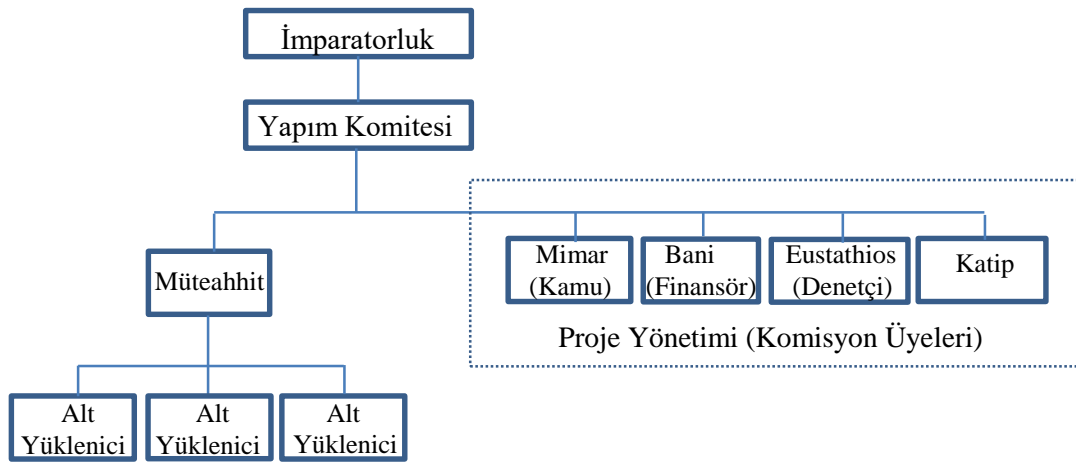 İmparatorluk
Yapım Komitesi
Müteahhit
Mimar
(Kamu)
Bani
(Finansör)
Eustathios
(Denetçi)
Katip
Proje Yönetimi (Komisyon Üyeleri)
Alt
Yüklenici
Alt
Yüklenici
Alt
Yüklenici